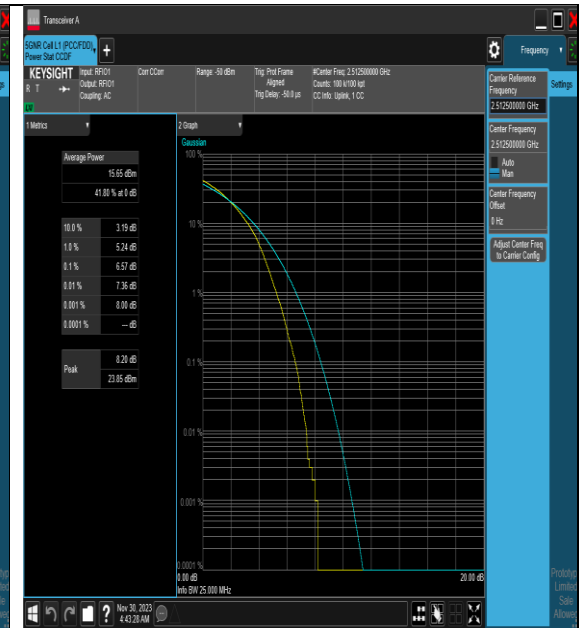 Transceiver A
5GNR Cell L1 (PCC/FDD),
Power Stat CCDF
Frequency
KEYSIGHT
R T
LVI
Input: RFIO1
Output: RFIO1
Coupling: AC
Corr CCorr
Range: -50 dBm
Trig: Prot Frame
Aligned
Trig Delay: -50.0 µs
#Center Freq: 2.512500000 GHz
Counts: 100 k/100 kpt
CC Info: Uplink, 1 CC
Carrier Reference
Frequency
2.512500000 GHz
Settings
Center Frequency
2.512500000 GHz
Auto
Man
Center Frequency
Offset
0 Hz
Adjust Center Freq
to Carrier Config
1 Metrics
Average Power
15.65 dBm
41.80 % at 0 dB
10.0 % 3.19 dB
1.0 % 5.24 dB
0.1 % 6.57 dB
0.01 % 7.36 dB
0.001 % 8.00 dB
0.0001 % --- dB
Peak
8.20 dB
23.85 dBm
2 Graph
Gaussian
100 %
10 %
1 %
0.1 %
0.01 %
0.001 %
0.0001 %
0.00 dB
20.00 dB
Info BW 25.000 MHz
Nov 30, 2023
4:43:28 AM